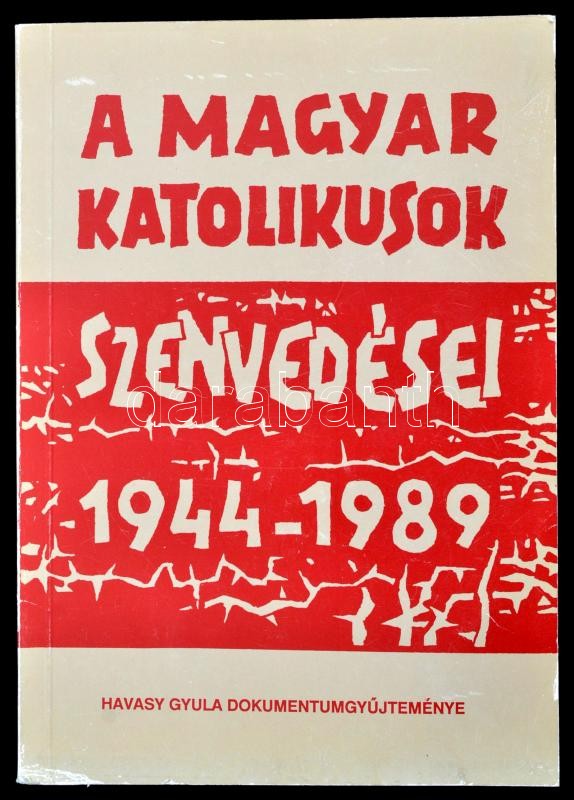 A MAGYAR
KATOLIKUSOK
SZENVEDÉSEI
darabanth
1944-1989
HAVASY GYULA DOKUMENTUMGYŰJTEMÉNYE